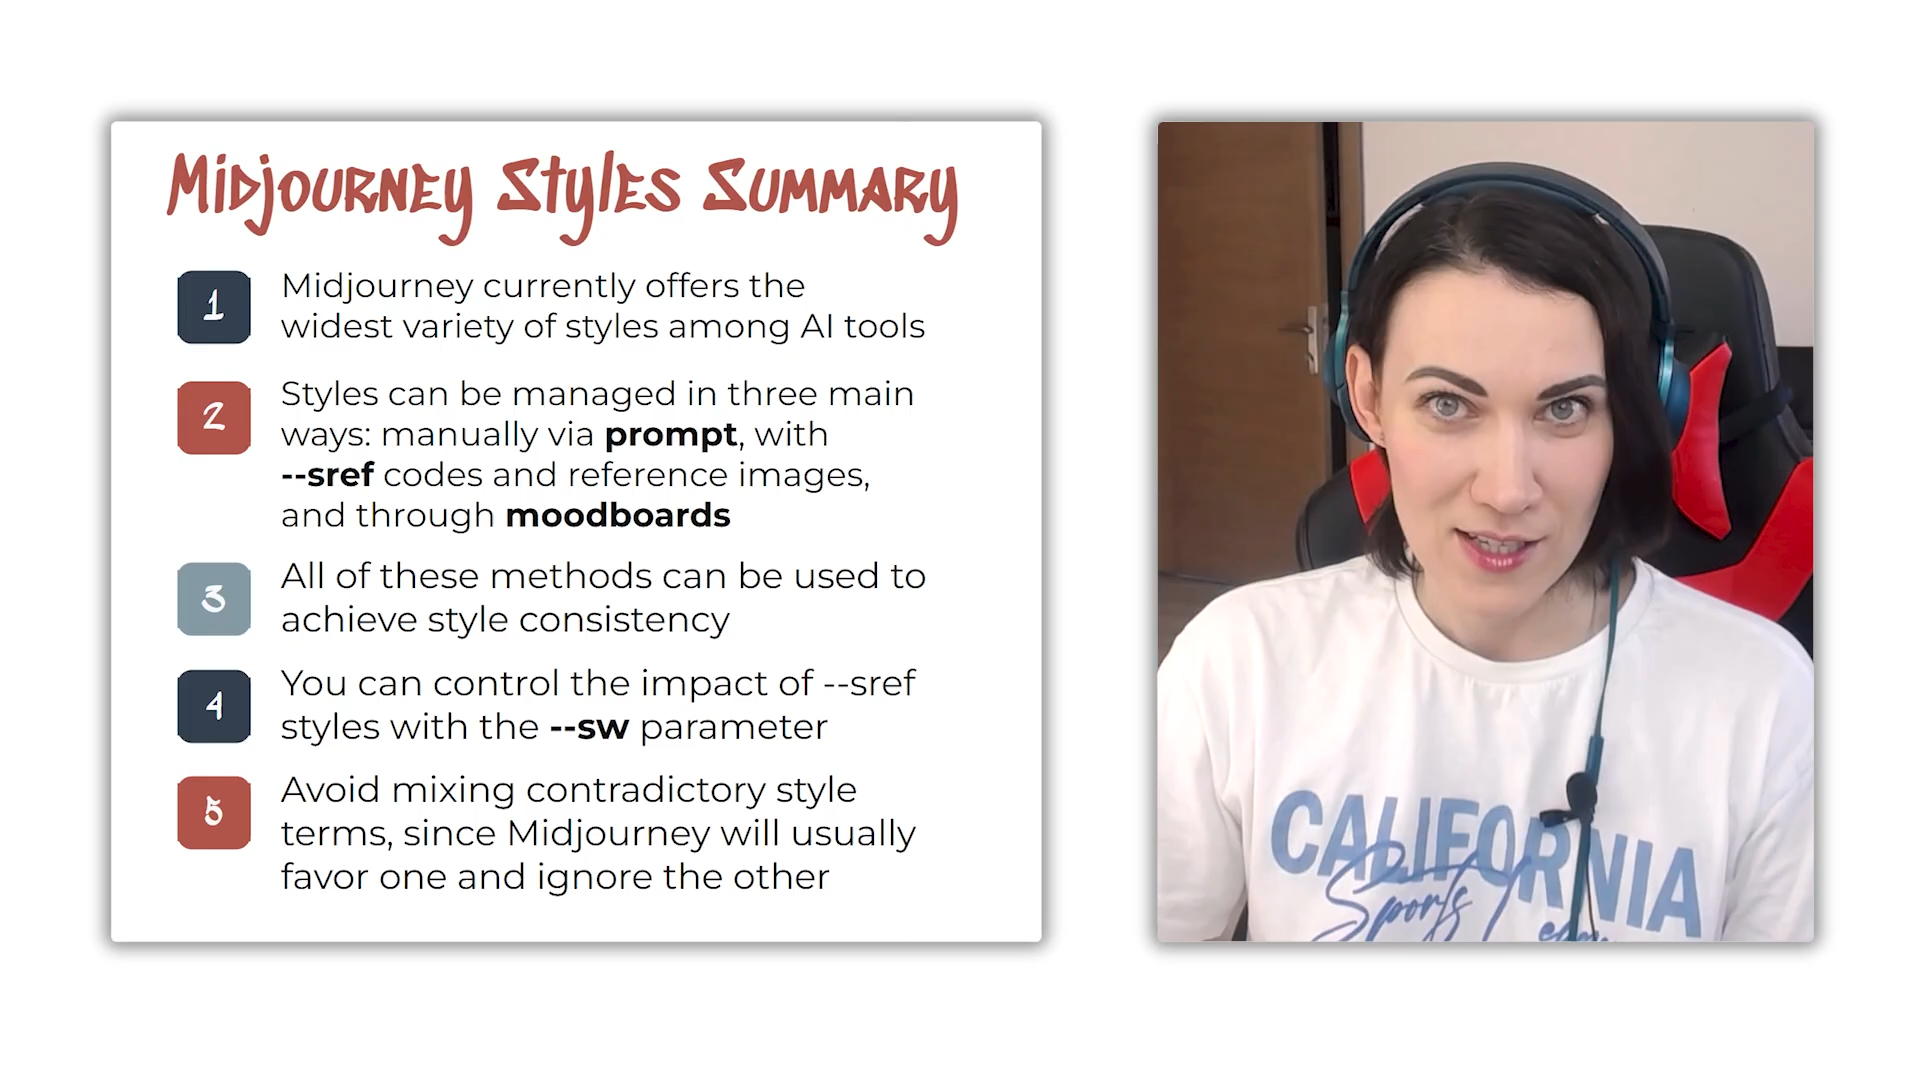 Midjourney Styles Summary
1
Midjourney currently offers the
widest variety of styles among AI tools
2
Styles can be managed in three main
ways: manually via prompt, with
--sref codes and reference images,
and through moodboards
3
All of these methods can be used to
achieve style consistency
4
You can control the impact of --sref
styles with the --sw parameter
5
Avoid mixing contradictory style
terms, since Midjourney will usually
favor one and ignore the other
CALIFORNIA
Sports